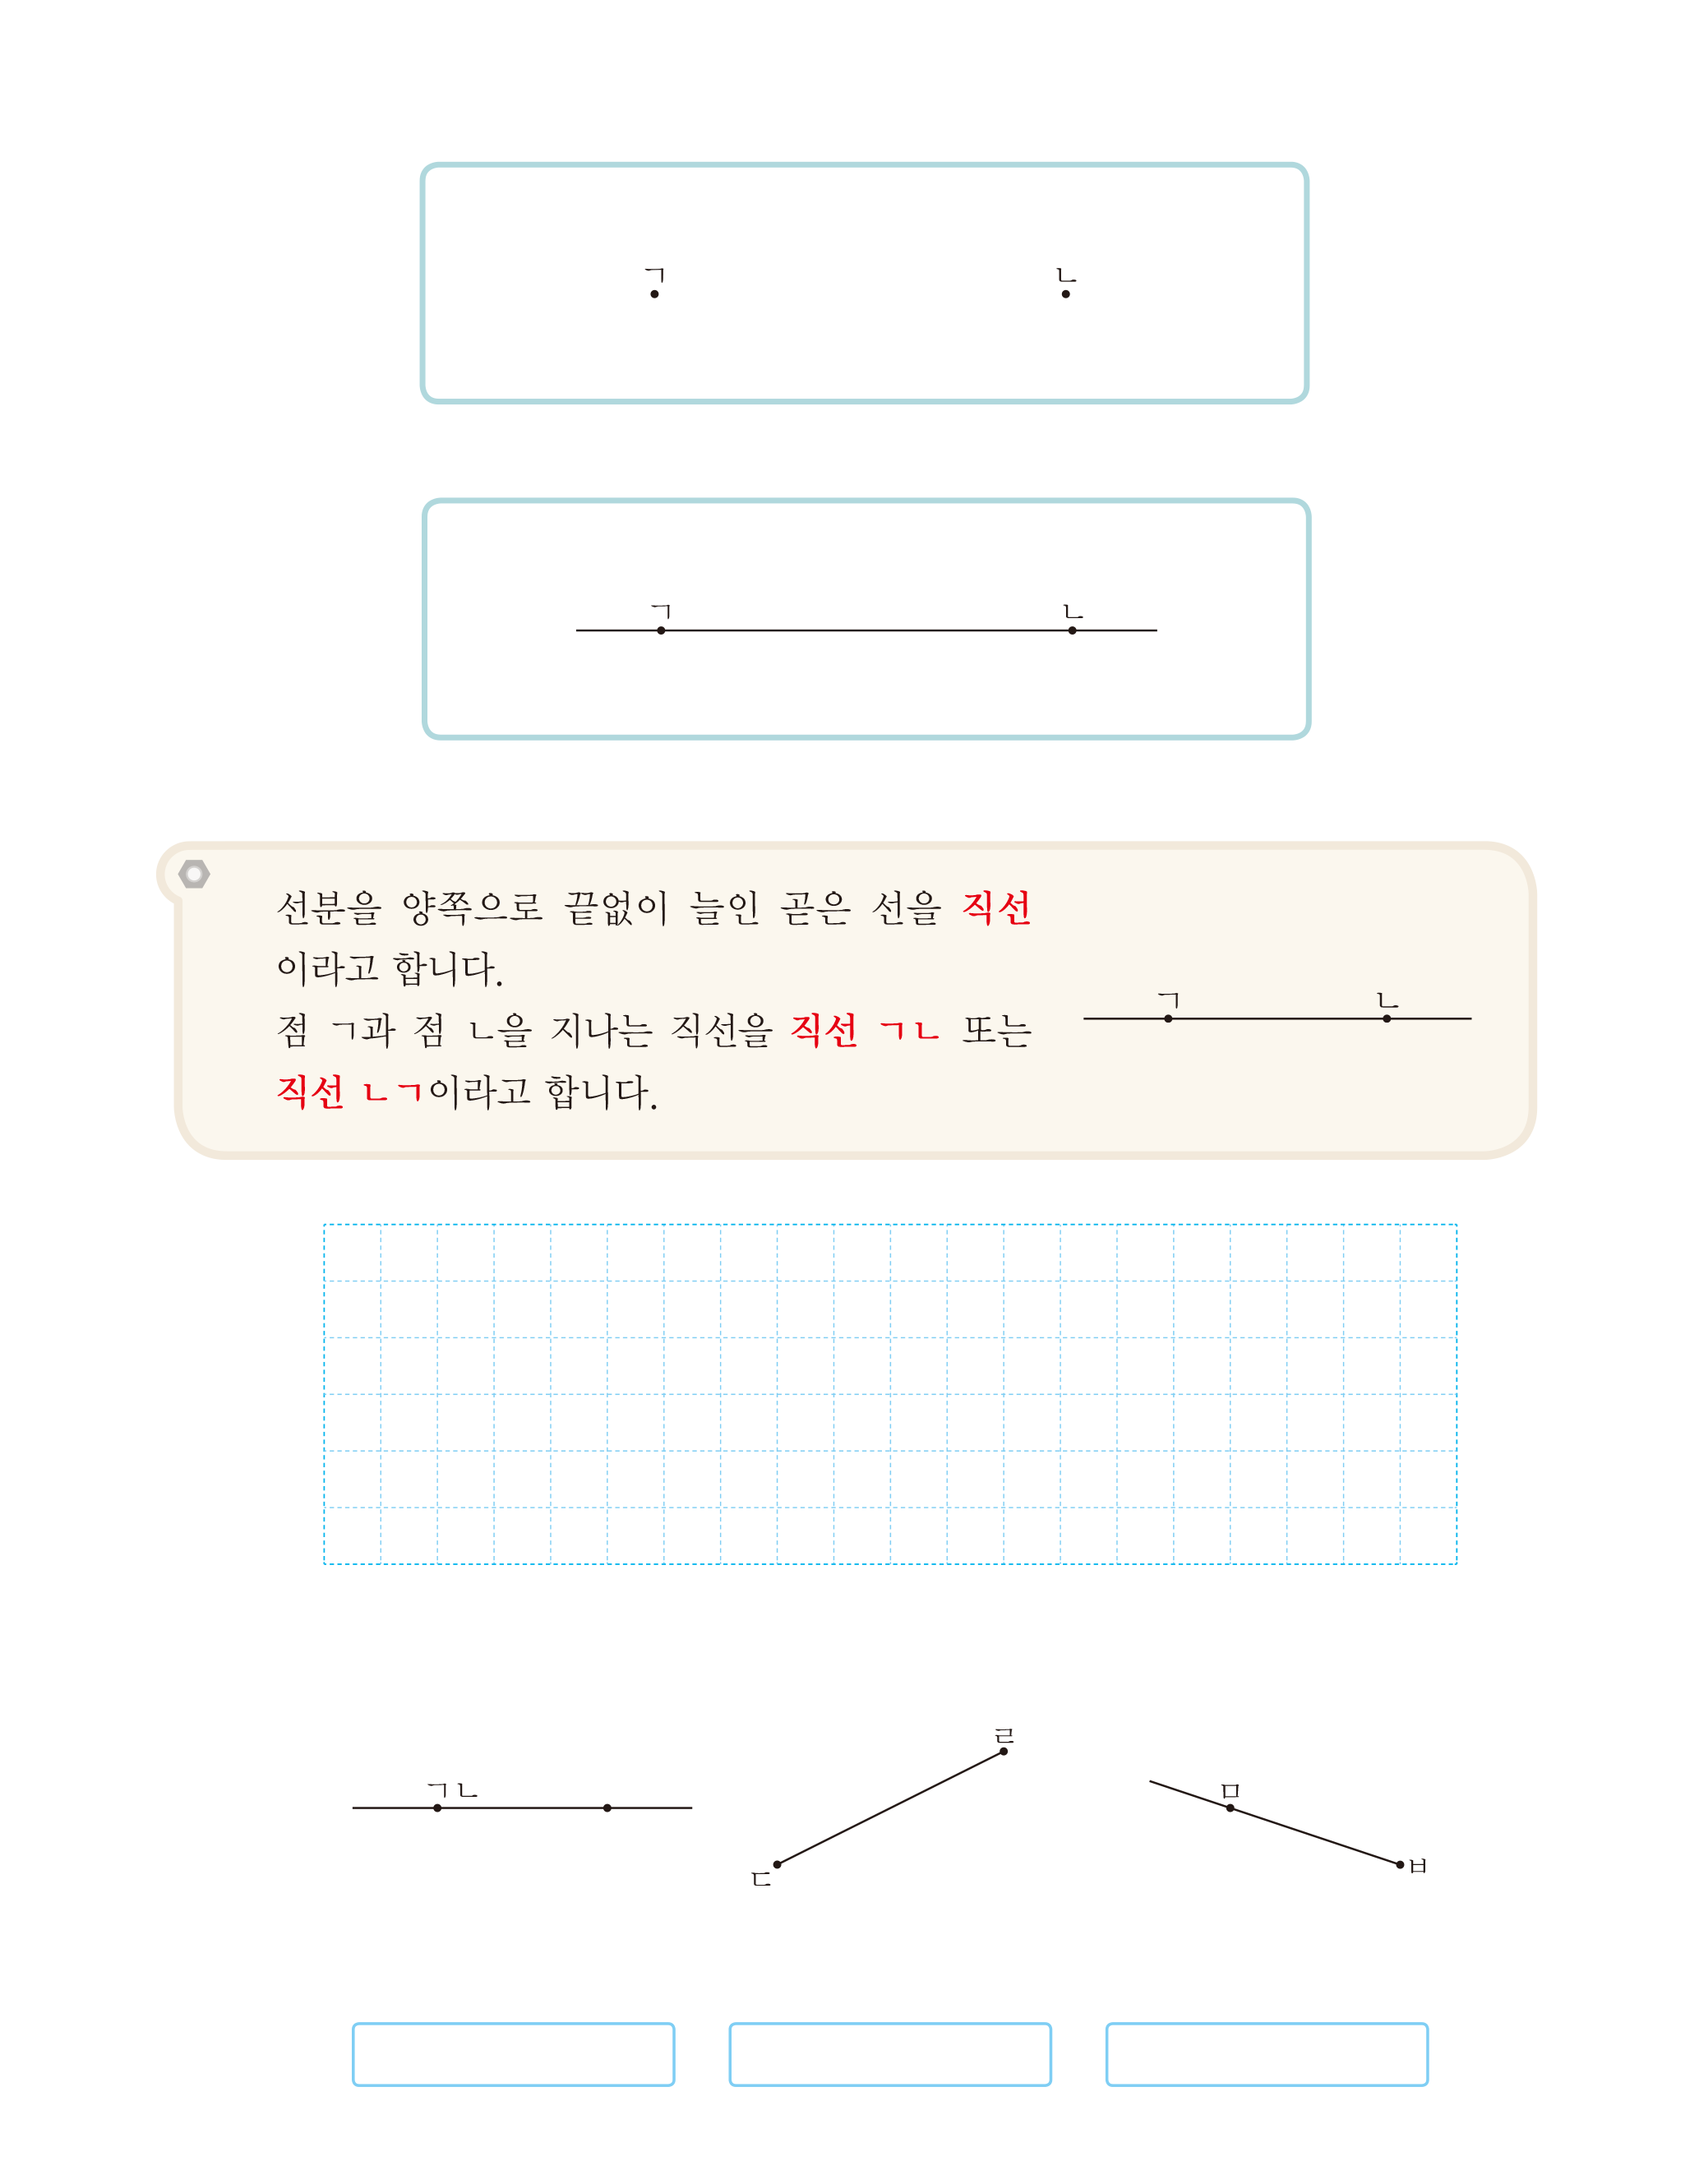 ㄱ ㄴ
ㄱ ㄴ
선분을 양쪽으로 끝없이 늘인 곧은 선을 직선
이라고 합니다.
점 ㄱ과 점 ㄴ을 지나는 직선을 직선 ㄱㄴ 또는
직선 ㄴㄱ이라고 합니다.
ㄱ ㄴ
ㄱㄴ
ㄹ
ㄷ
ㅁ
ㅂ